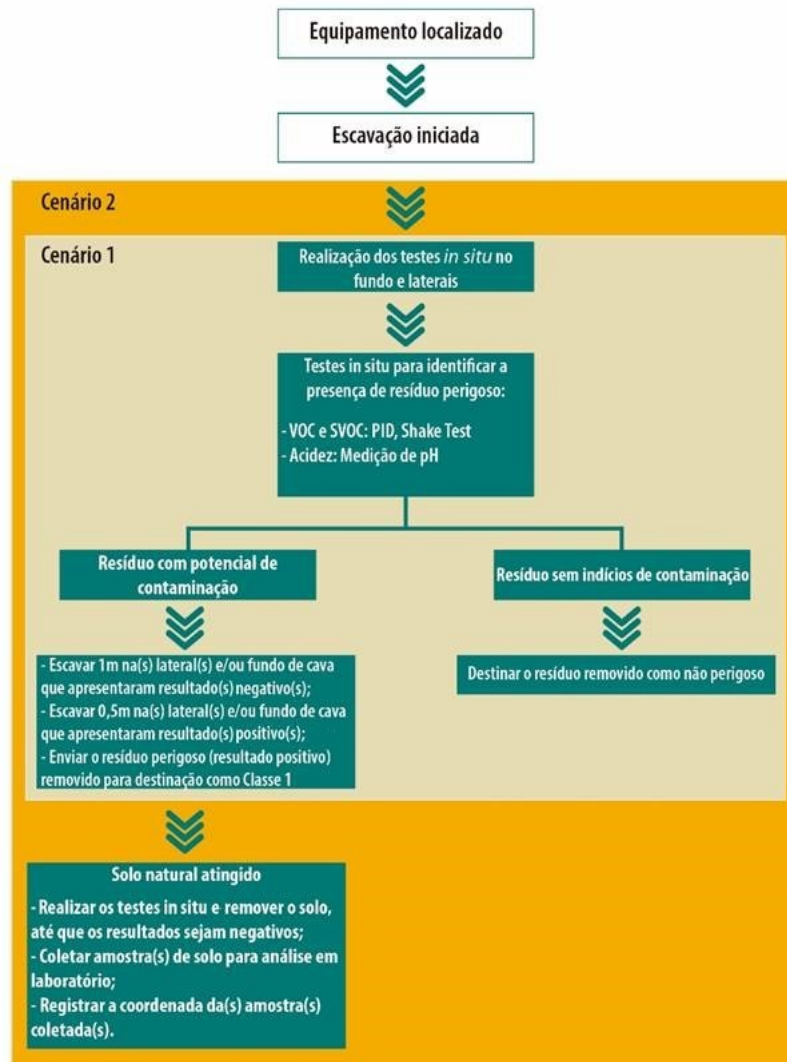 Equipamento localizado
Escavação iniciada
Cenário 2
Cenário 1
Realização dos testes in situ no
fundo e laterais
Testes in situ para identificar a
presença de resíduo perigoso:
- VOC e SVOC: PID, Shake Test
- Acidez: Medição de pH
Resíduo com potencial de
contaminação
Resíduo sem indícios de contaminação
- Escavar 1m na(s) lateral(s) e/ou fundo de cava
que apresentaram resultado(s) negativo(s);
- Escavar 0,5m na(s) lateral(s) e/ou fundo de cava
que apresentaram resultado(s) positivo(s);
- Enviar o resíduo perigoso (resultado positivo)
removido para destinação como Classe 1
Destinar o resíduo removido como não perigoso
Solo natural atingido
- Realizar os testes in situ e remover o solo,
até que os resultados sejam negativos;
- Coletar amostra(s) de solo para análise em
laboratório;
- Registrar a coordenada da(s) amostra(s)
coletada(s).